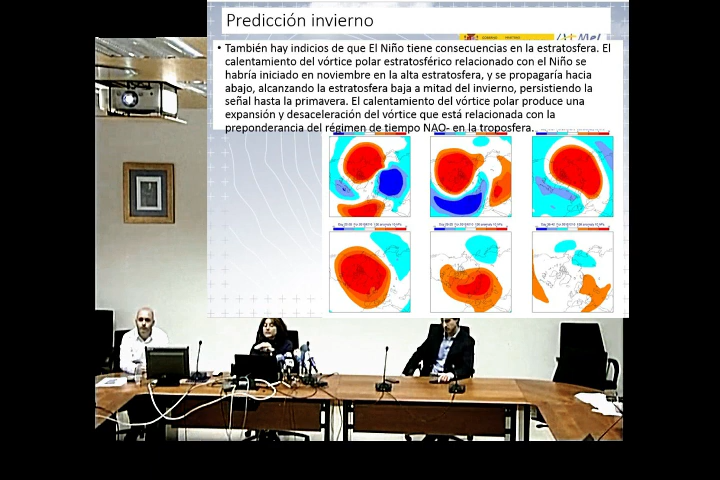 Predicción invierno
• También hay indicios de que El Niño tiene consecuencias en la estratosfera. El
calentamiento del vórtice polar estratosférico relacionado con el Niño se
habría iniciado en noviembre en la alta estratosfera, y se propagaría hacia
abajo, alcanzando la estratosfera baja a mitad del invierno, persistiendo la
señal hasta la primavera. El calentamiento del vórtice polar produce una
expansión y desaceleración del vórtice que está relacionada con la
preponderancia del régimen de tiempo NAO- en la troposfera.